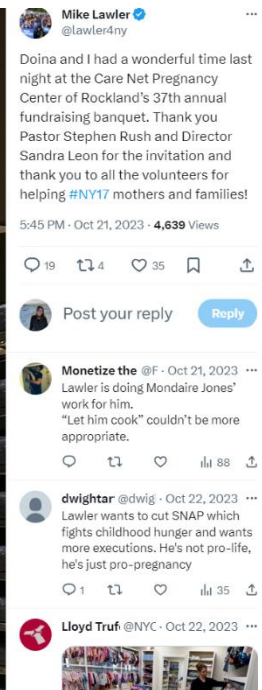 Mike Lawler
@lawler4ny
Doina and I had a wonderful time last
night at the Care Net Pregnancy
Center of Rockland's 37th annual
fundraising banquet. Thank you
Pastor Stephen Rush and Director
Sandra Leon for the invitation and
thank you to all the volunteers for
helping #NY17 mothers and families!
5:45 PM · Oct 21, 2023 · 4,639 Views
19 4 35
Post your reply Reply
Monetize the @F · Oct 21, 2023 ···
Lawler is doing Mondaire Jones'
work for him.
"Let him cook" couldn't be more
appropriate.
88
dwightar @dwig · Oct 22, 2023 ···
Lawler wants to cut SNAP which
fights childhood hunger and wants
more executions. He's not pro-life,
he's just pro-pregnancy
1 35
Lloyd Truf @NYC · Oct 22, 2023 ···